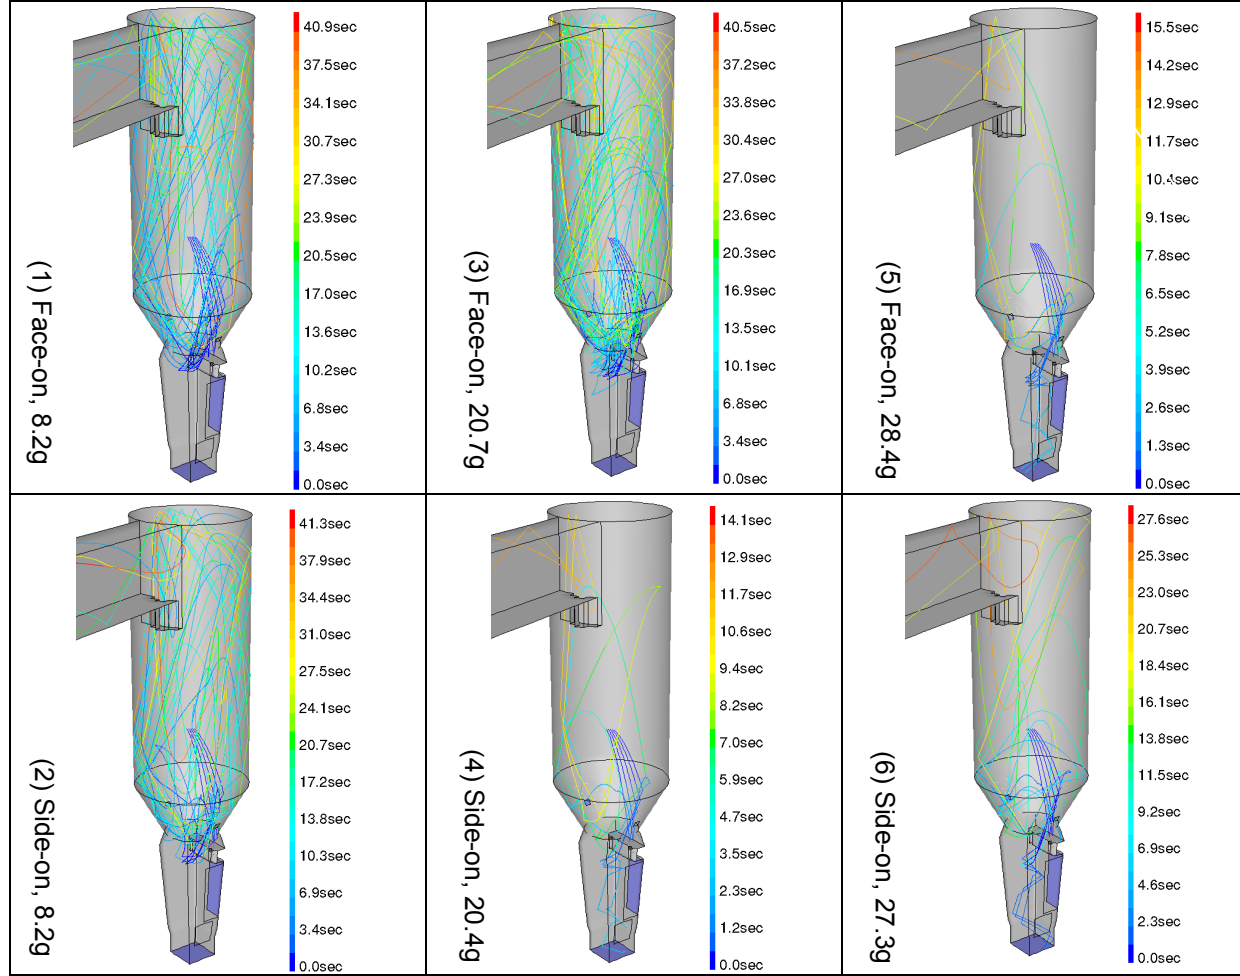 40.9sec
37.5sec
34.1sec
30.7sec
27.3sec
23.9sec
20.5sec
17.0sec
13.6sec
10.2sec
6.8sec
3.4sec
0.0sec
(1) Face-on, 8.2g
40.5sec
37.2sec
33.8sec
30.4sec
27.0sec
23.6sec
20.3sec
16.9sec
13.5sec
10.1sec
6.8sec
3.4sec
0.0sec
(3) Face-on, 20.7g
15.5sec
14.2sec
12.9sec
11.7sec
10.4sec
9.1sec
7.8sec
6.5sec
5.2sec
3.9sec
2.6sec
1.3sec
0.0sec
(5) Face-on, 28.4g
41.3sec
37.9sec
34.4sec
31.0sec
27.5sec
24.1sec
20.7sec
17.2sec
13.8sec
10.3sec
6.9sec
3.4sec
0.0sec
(2) Side-on, 8.2g
14.1sec
12.9sec
11.7sec
10.6sec
9.4sec
8.2sec
7.0sec
5.9sec
4.7sec
3.5sec
2.3sec
1.2sec
0.0sec
(4) Side-on, 20.4g
27.6sec
25.3sec
23.0sec
20.7sec
18.4sec
16.1sec
13.8sec
11.5sec
9.2sec
6.9sec
4.6sec
2.3sec
0.0sec
(6) Side-on, 27.3g